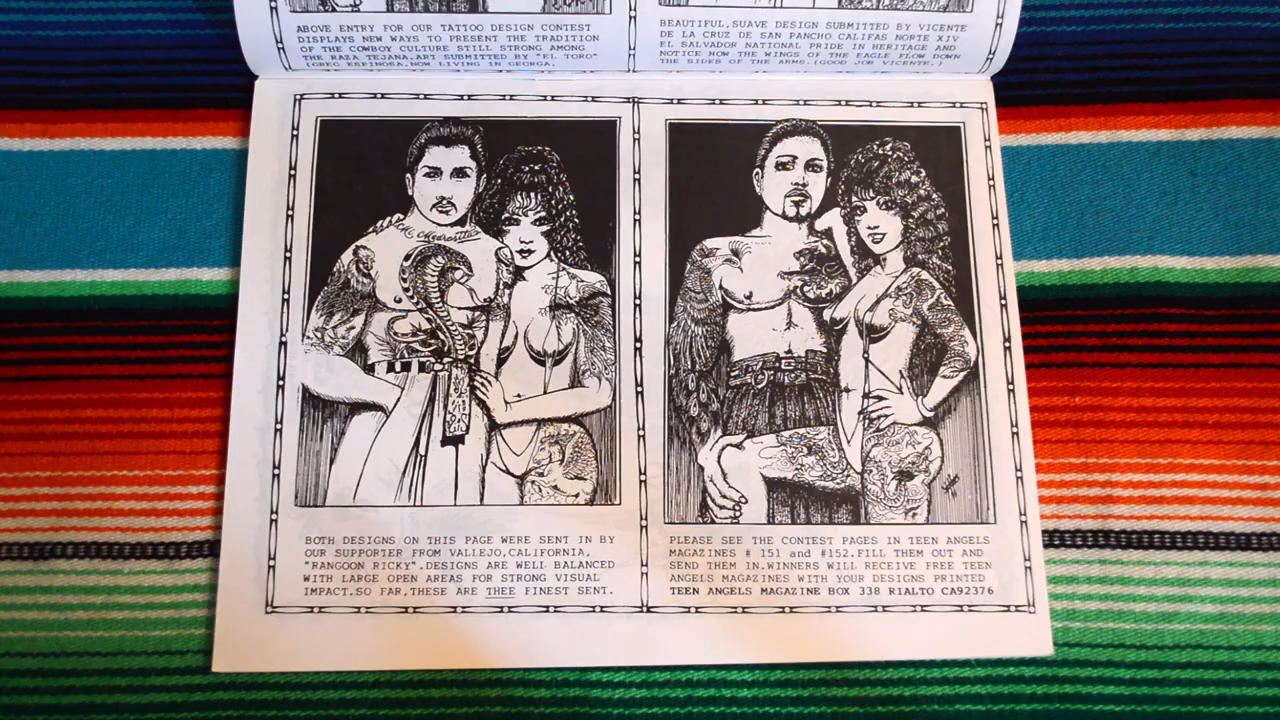 ABOVE ENTRY FOR OUR TATTOO DESIGN CONTEST
DISPLAYS NEW WAYS TO PRESENT THE TRADITION
OF THE COWBOY CULTURE STILL STRONG AMONG
THE RAZA TEJANA.ART SUBMITTED BY "EL TORO"
(GREG ESPINOSA,NOW LIVING IN GEORGA.
BEAUTIFUL,SUAVE DESIGN SUBMITTED BY VICENTE
DE LA CRUZ DE SAN PANCHO CALIFAS NORTE XIV
EL SALVADOR NATIONAL PRIDE IN HERITAGE AND
NOTICE HOW THE WINGS OF THE EAGLE FLOW DOWN
THE SIDES OF THE ARMS.(GOOD JOB VICENTE.)
BOTH DESIGNS ON THIS PAGE WERE SENT IN BY
OUR SUPPORTER FROM VALLEJO,CALIFORNIA,
"RANGOON RICKY".DESIGNS ARE WELL BALANCED
WITH LARGE OPEN AREAS FOR STRONG VISUAL
IMPACT.SO FAR,THESE ARE THEE FINEST SENT.
PLEASE SEE THE CONTEST PAGES IN TEEN ANGELS
MAGAZINES # 151 and #152.FILL THEM OUT AND
SEND THEM IN.WINNERS WILL RECEIVE FREE TEEN
ANGELS MAGAZINES WITH YOUR DESIGNS PRINTED
TEEN ANGELS MAGAZINE BOX 338 RIALTO CA92376